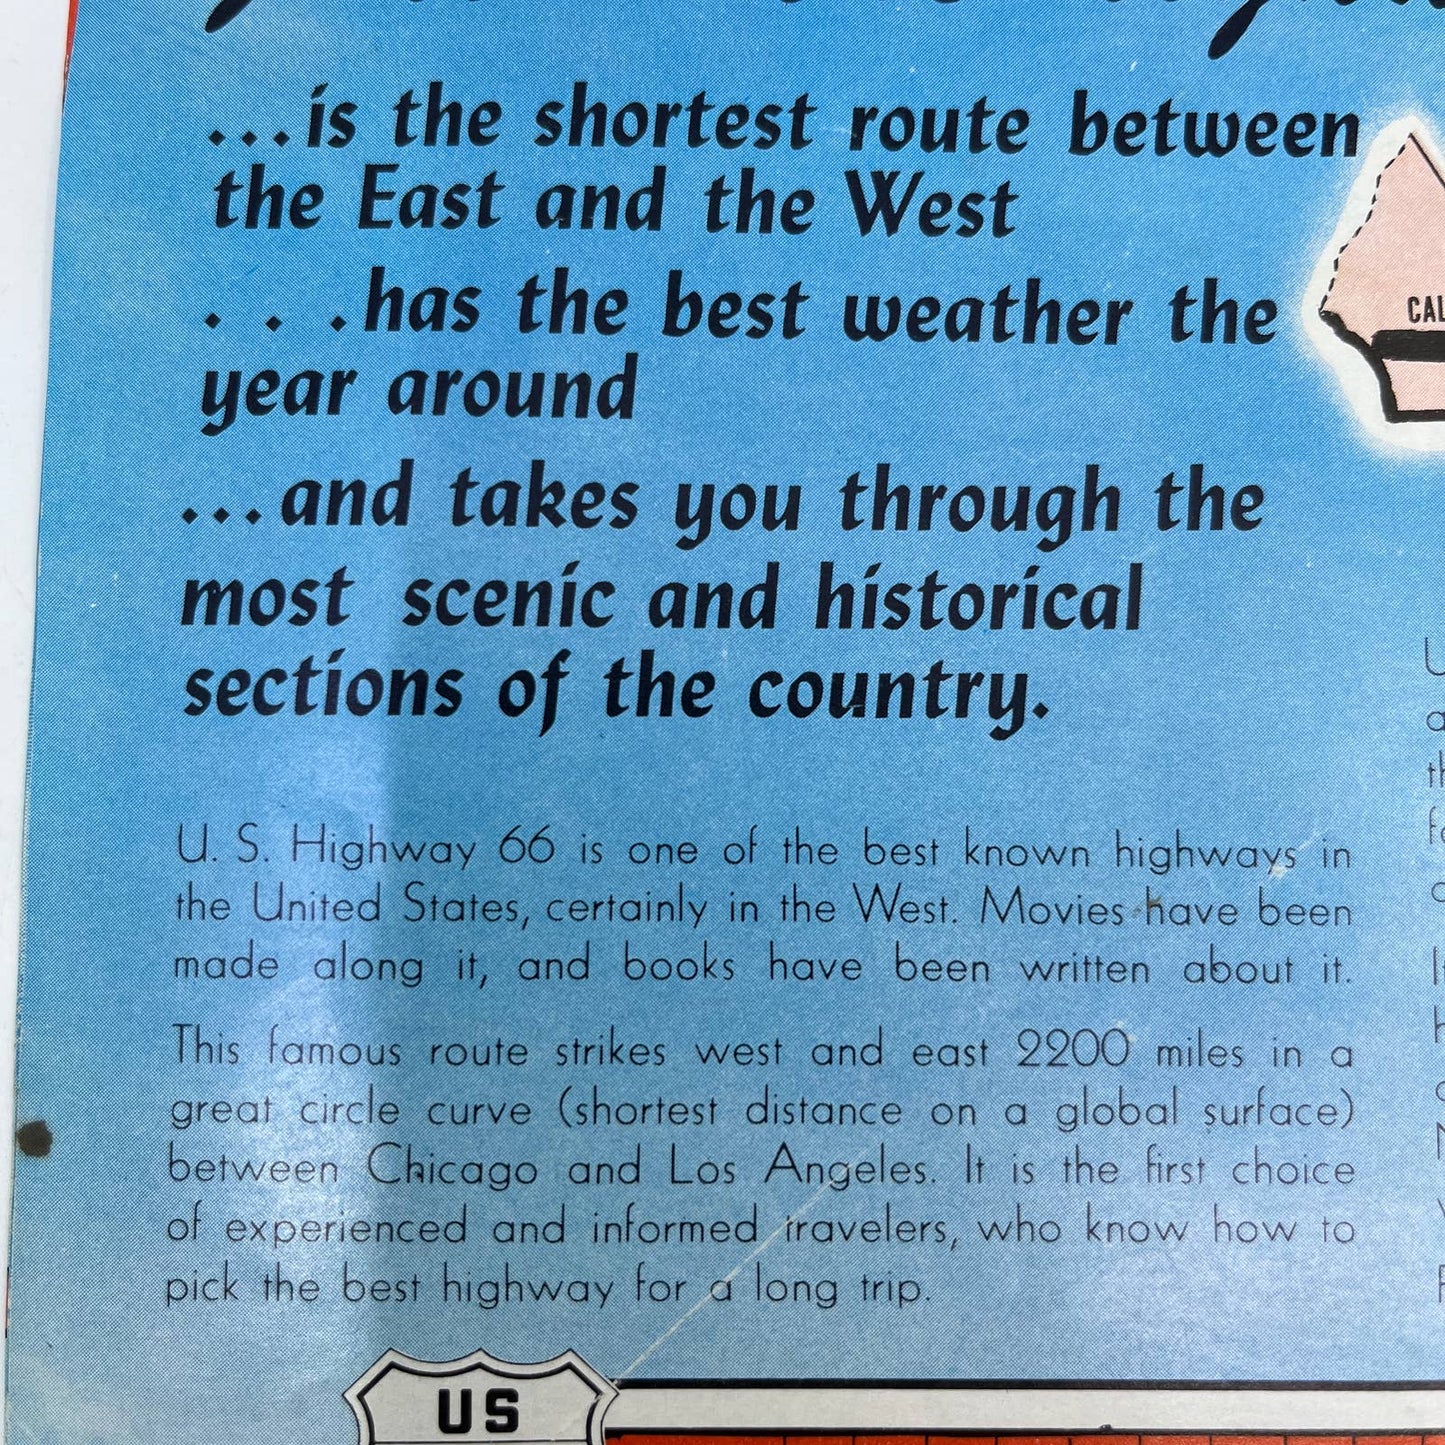 ...is the shortest route between
the East and the West
. . .has the best weather the
year around
...and takes you through the
most scenic and historical
sections of the country.
CAL
U. S. Highway 66 is one of the best known highways in
the United States, certainly in the West. Movies have been
made along it, and books have been written about it.
This famous route strikes west and east 2200 miles in a
great circle curve (shortest distance on a global surface)
between Chicago and Los Angeles. It is the first choice
of experienced and informed travelers, who know how to
pick the best highway for a long trip.
US